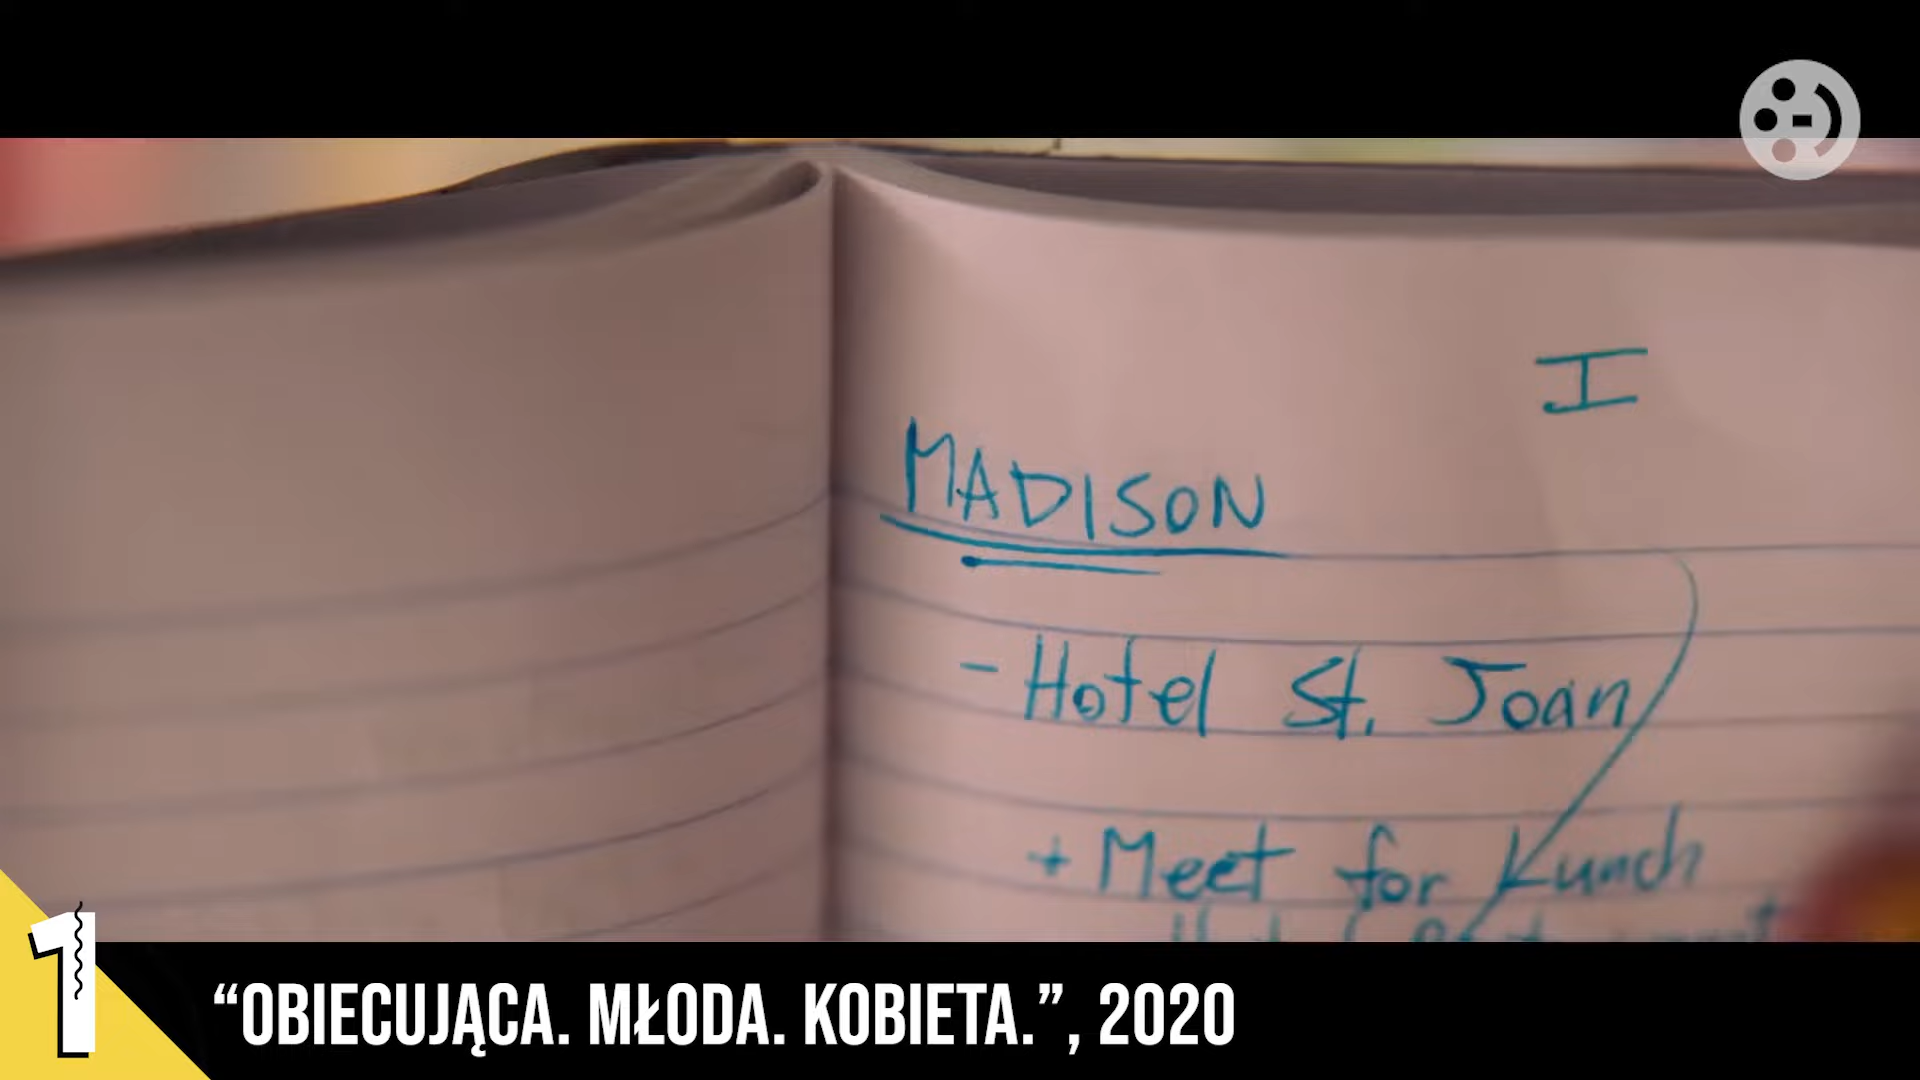 I
MADISON
- Hotel St. Joan
+ Meet for Lunch
1
“OBIECUJĄCA. MŁODA. KOBIETA.”, 2020